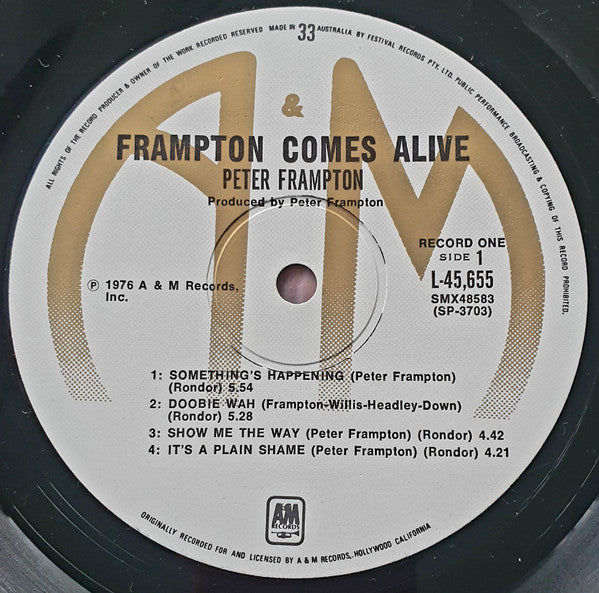 ALL RIGHTS OF THE RECORD PRODUCER & OWNER OF THE WORK RECORDED RESERVED MADE IN 33 AUSTRALIA BY FESTIVAL RECORDS PTY. LTD. PUBLIC PERFORMANCE BROADCASTING & COPYING OF THIS RECORD PROHIBITED.
A & M
FRAMPTON COMES ALIVE
PETER FRAMPTON
Produced by Peter Frampton
RECORD ONE
SIDE 1
℗ 1976 A & M Records,
Inc.
L-45,655
SMX48583
(SP-3703)
1: SOMETHING'S HAPPENING (Peter Frampton)
(Rondor) 5.54
2: DOOBIE WAH (Frampton-Willis-Headley-Down)
(Rondor) 5.28
3: SHOW ME THE WAY (Peter Frampton) (Rondor) 4.42
4: IT'S A PLAIN SHAME (Peter Frampton) (Rondor) 4.21
A&M
RECORDS
ORIGINALLY RECORDED FOR AND LICENSED BY A & M RECORDS, HOLLYWOOD CALIFORNIA